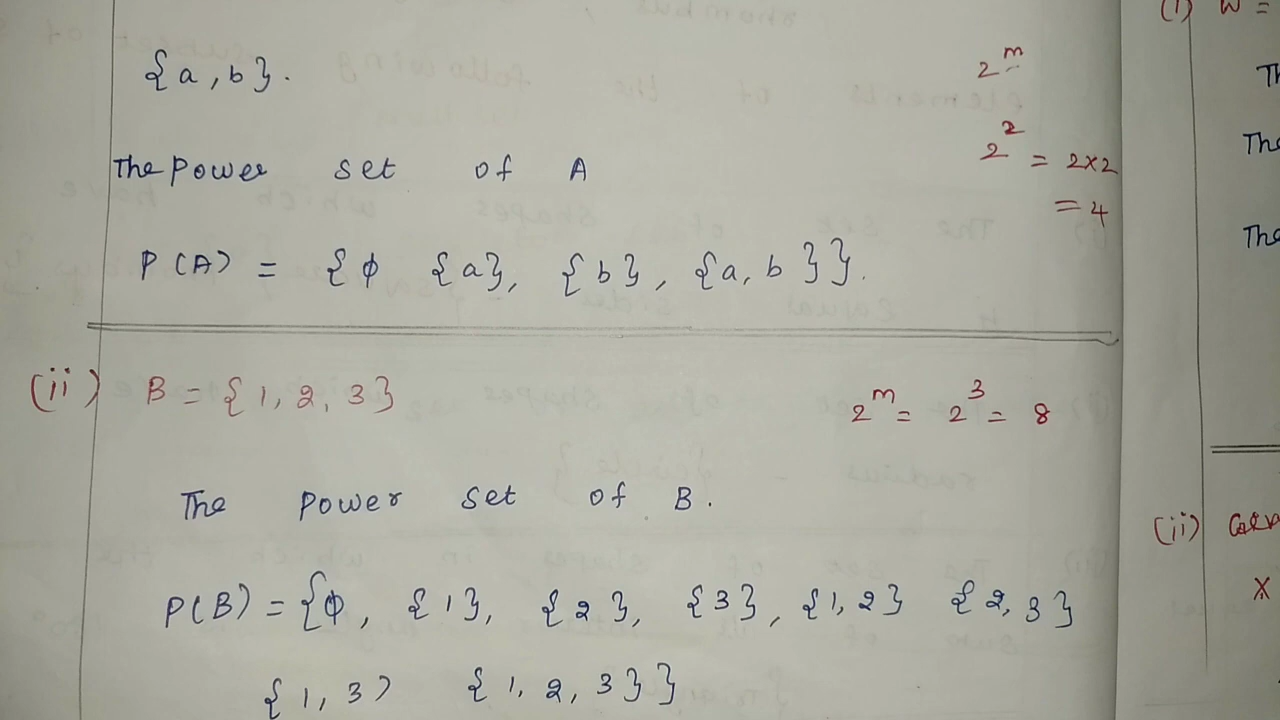 {a, b}.
2^m
2^2 = 2×2
= 4
The Power set of A
P(A) = {ϕ {a}, {b}, {a, b}}.
(ii) B = {1, 2, 3}
2^m = 2^3 = 8
The Power set of B.
P(B) = {ϕ, {1}, {2}, {3}, {1, 2} {2, 3}
{1, 3) {1, 2, 3}}
(i)
(ii)
X